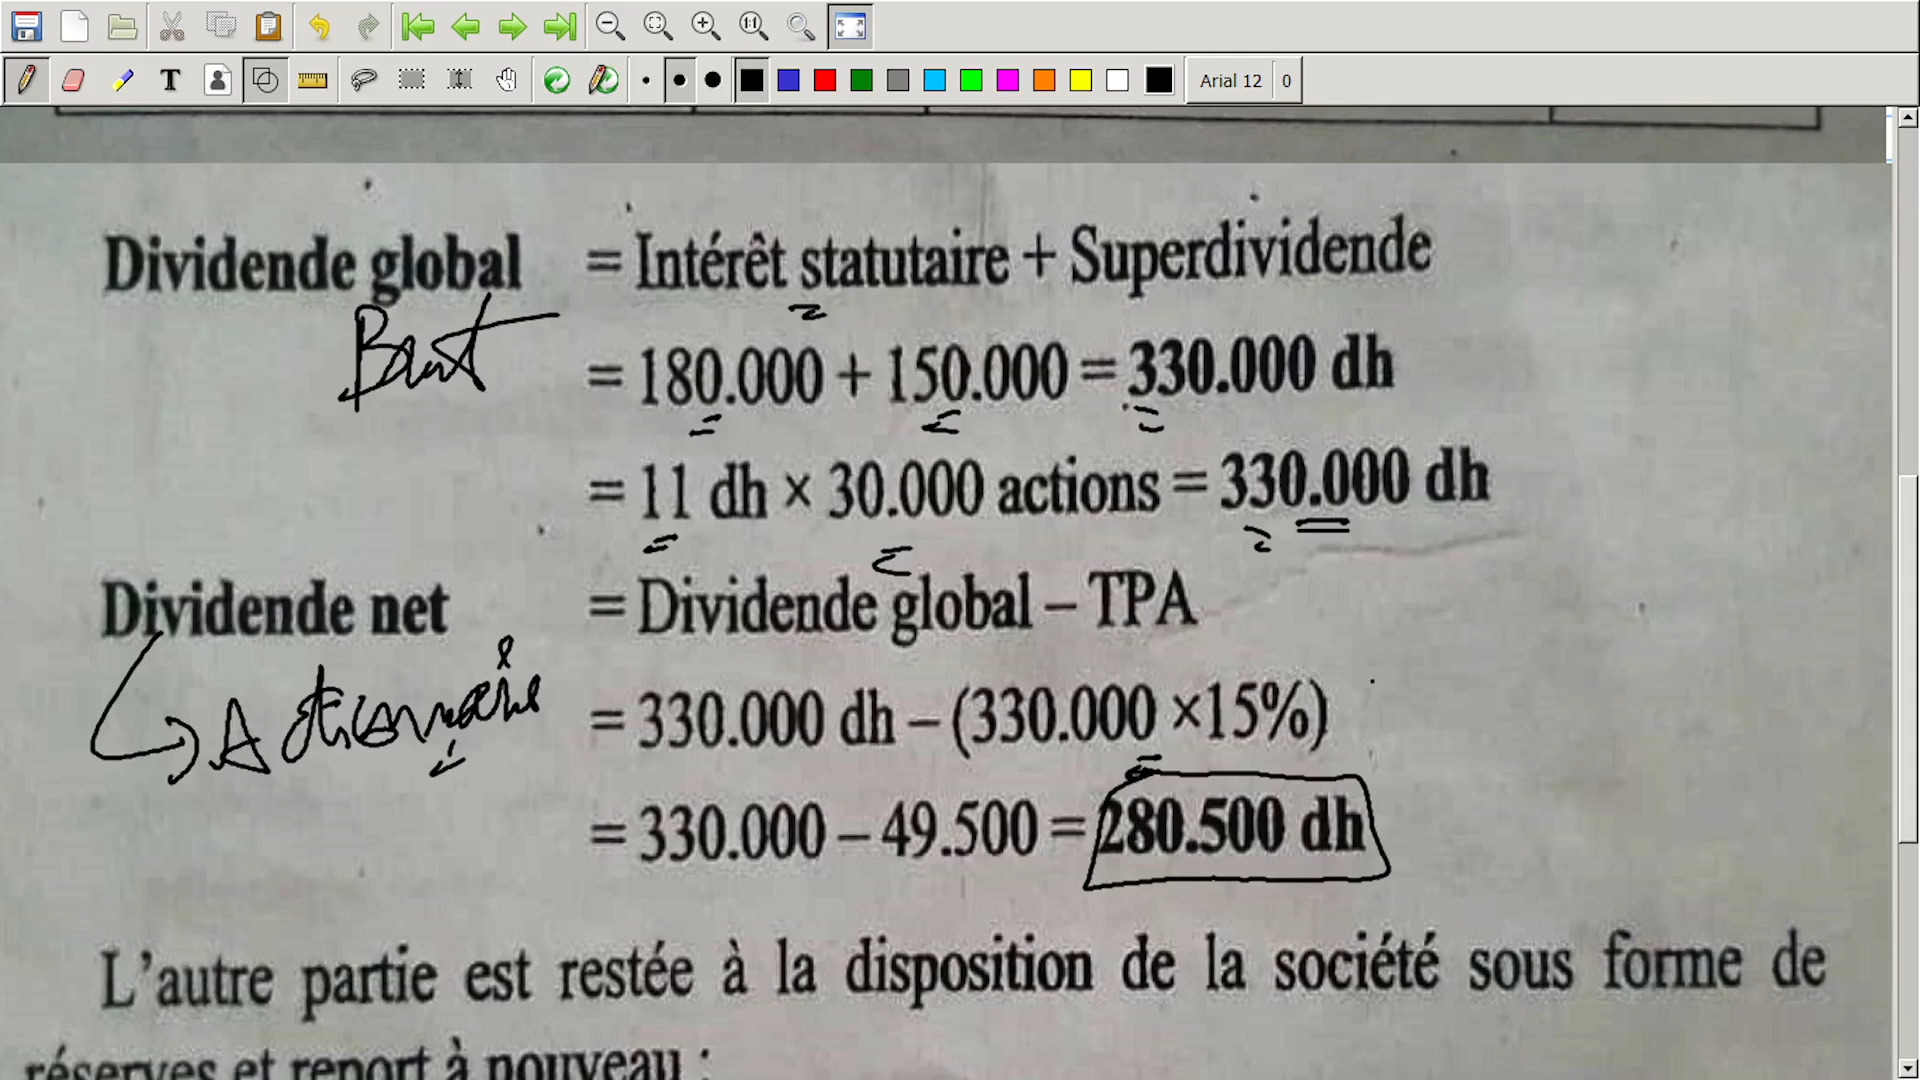 T
1:1
Arial 12 0
Dividende global = Intérêt statutaire + Superdividende
Brut
= 180.000 + 150.000 = 330.000 dh
= 11 dh × 30.000 actions = 330.000 dh
Dividende net = Dividende global – TPA
Actionnaire
= 330.000 dh – (330.000 ×15%)
= 330.000 – 49.500 = 280.500 dh
L'autre partie est restée à la disposition de la société sous forme de
réserves et report à nouveau :